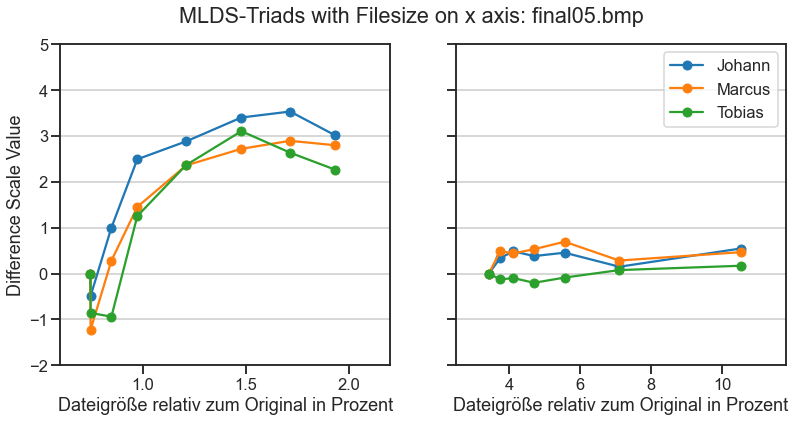 MLDS-Triads with Filesize on x axis: final05.bmp
Difference Scale Value
5
4
3
2
1
0
−1
−2
1.0 1.5 2.0
Dateigröße relativ zum Original in Prozent
Johann
Marcus
Tobias
4 6 8 10
Dateigröße relativ zum Original in Prozent